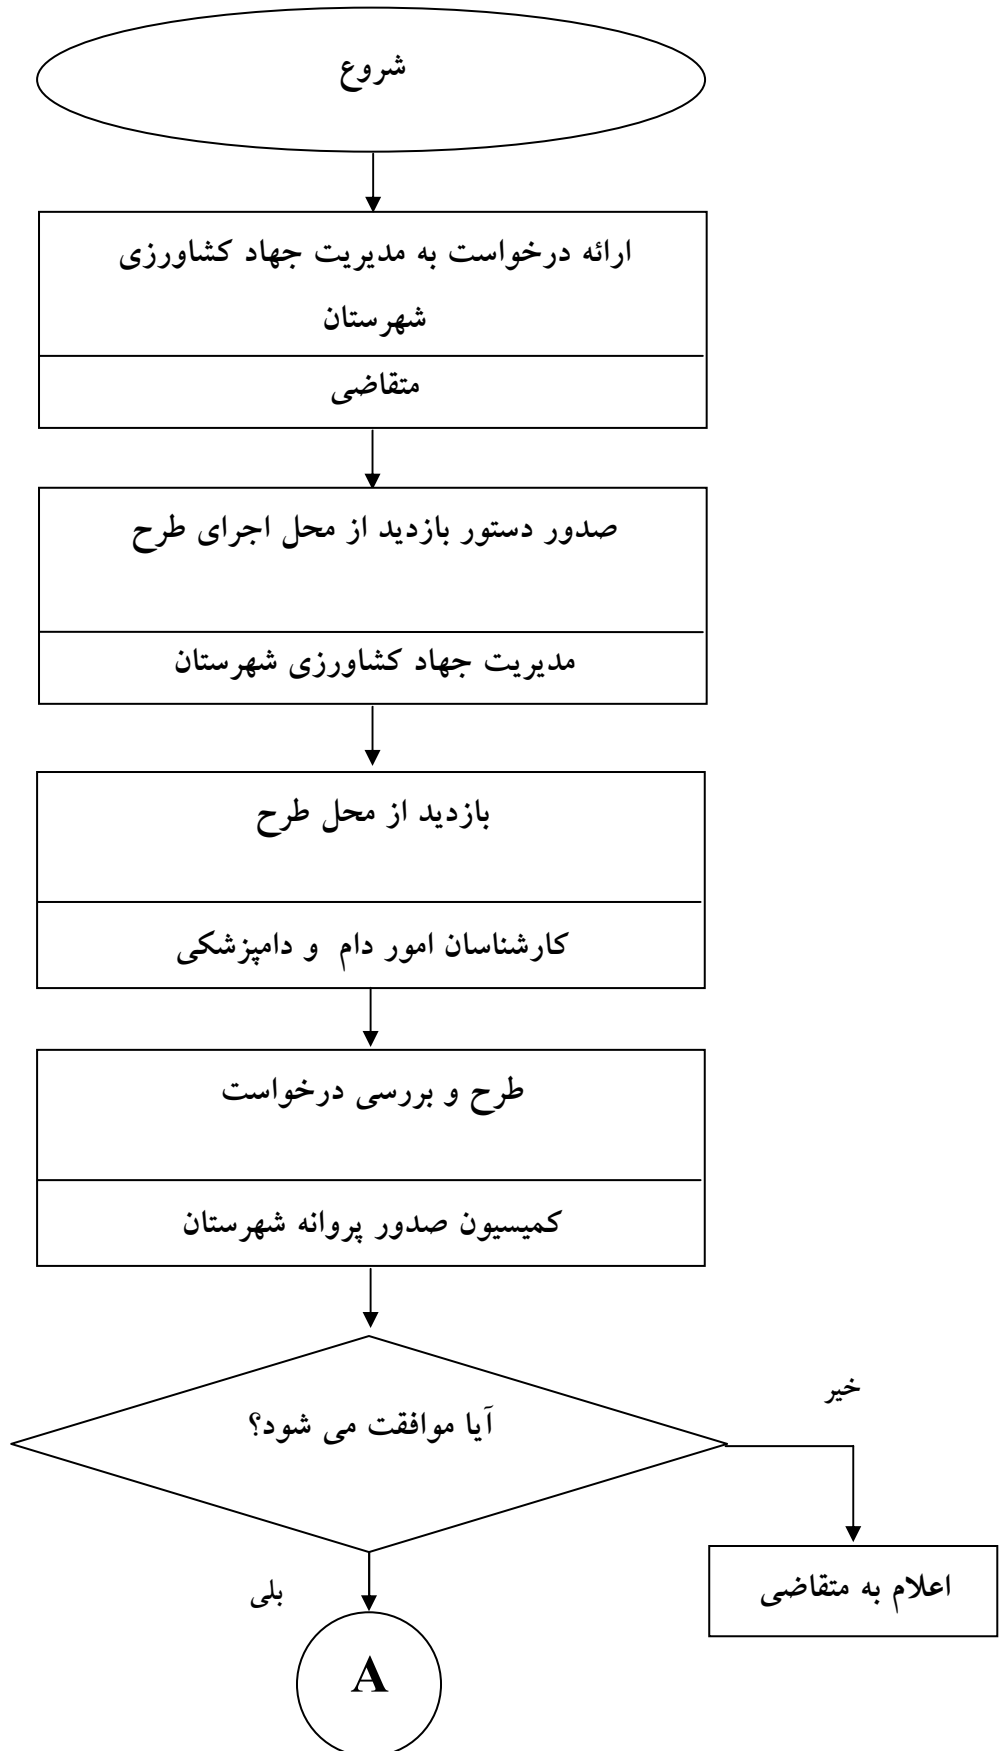 شروع
ارائه درخواست به مدیریت جهاد کشاورزی
شهرستان
متقاضی
صدور دستور بازدید از محل اجرای طرح
مدیریت جهاد کشاورزی شهرستان
بازدید از محل طرح
کارشناسان امور دام و دامپزشکی
طرح و بررسی درخواست
کمیسیون صدور پروانه شهرستان
آیا موافقت می شود؟
خیر
اعلام به متقاضی
بلی
A